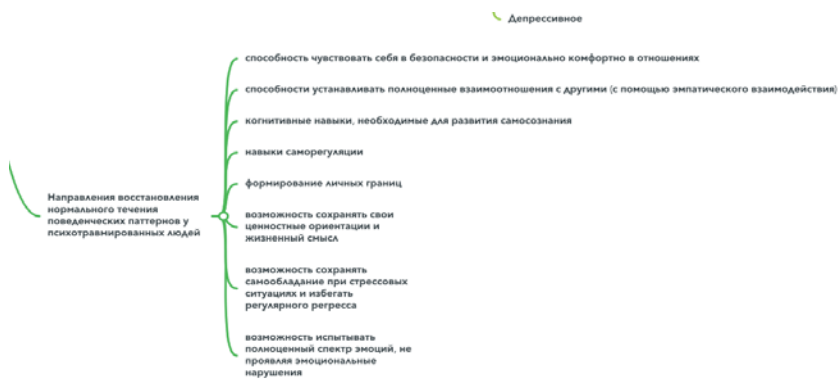 Депрессивное
способность чувствовать себя в безопасности и эмоционально комфортно в отношениях
способности устанавливать полноценные взаимоотношения с другими (с помощью эмпатического взаимодействия)
когнитивные навыки, необходимые для развития самосознания
навыки саморегуляции
формирование личных границ
Направления восстановления
нормального течения
поведенческих паттернов у
психотравмированных людей
возможность сохранять свои
ценностные ориентации и
жизненный смысл
возможность сохранять
самообладание при стрессовых
ситуациях и избегать
регулярного регресса
возможность испытывать
полноценный спектр эмоций, не
проявляя эмоциональные
нарушения